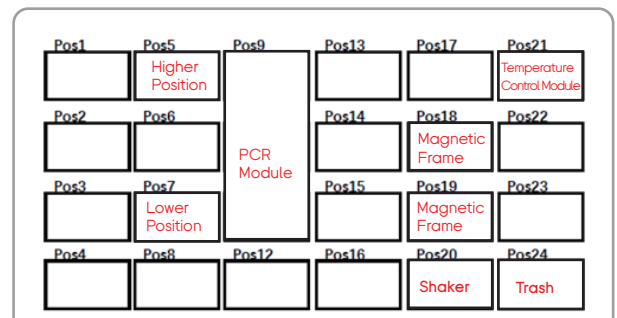 Pos1 Pos5 Pos9 Pos13 Pos17 Pos21
Higher
Position
Temperature
Control Module
Pos2 Pos6 Pos14 Pos18 Pos22
PCR
Module
Magnetic
Frame
Pos3 Pos7 Pos15 Pos19 Pos23
Lower
Position
Magnetic
Frame
Pos4 Pos8 Pos12 Pos16 Pos20 Pos24
Shaker
Trash